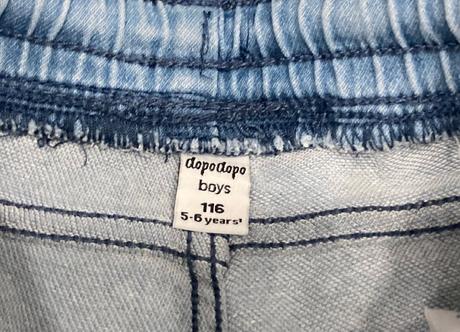 dopodopo
boys
116
5-6 years